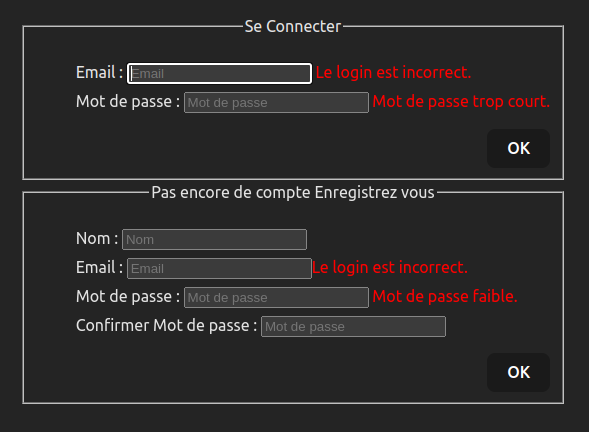 Se Connecter
Email : Email Le login est incorrect.
Mot de passe : Mot de passe Mot de passe trop court.
OK
Pas encore de compte Enregistrez vous
Nom : Nom
Email : Email Le login est incorrect.
Mot de passe : Mot de passe Mot de passe faible.
Confirmer Mot de passe : Mot de passe
OK